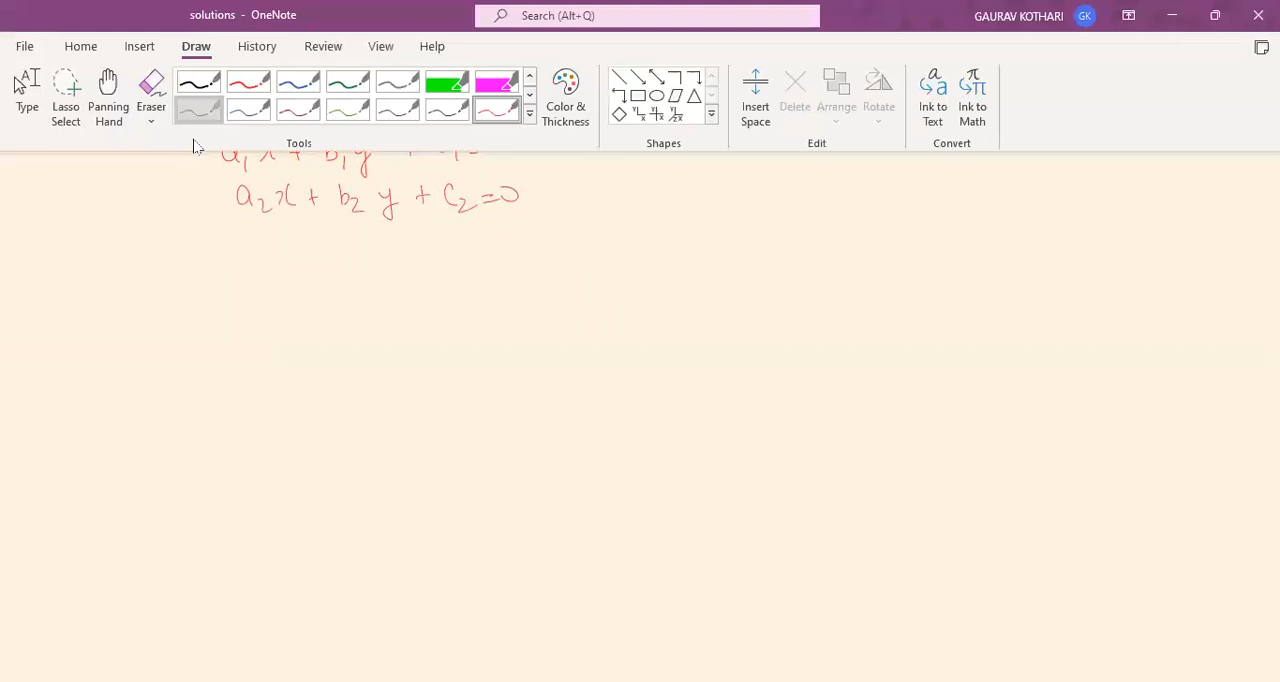 solutions - OneNote
Search (Alt+Q)
GAURAV KOTHARI
GK
File Home Insert Draw History Review View Help
Type
Lasso Select
Panning Hand
Eraser
Color & Thickness
Insert Space
Delete
Arrange
Rotate
Ink to Text
Ink to Math
Tools
Shapes
Edit
Convert
a₂x + b₂y + c₂=0